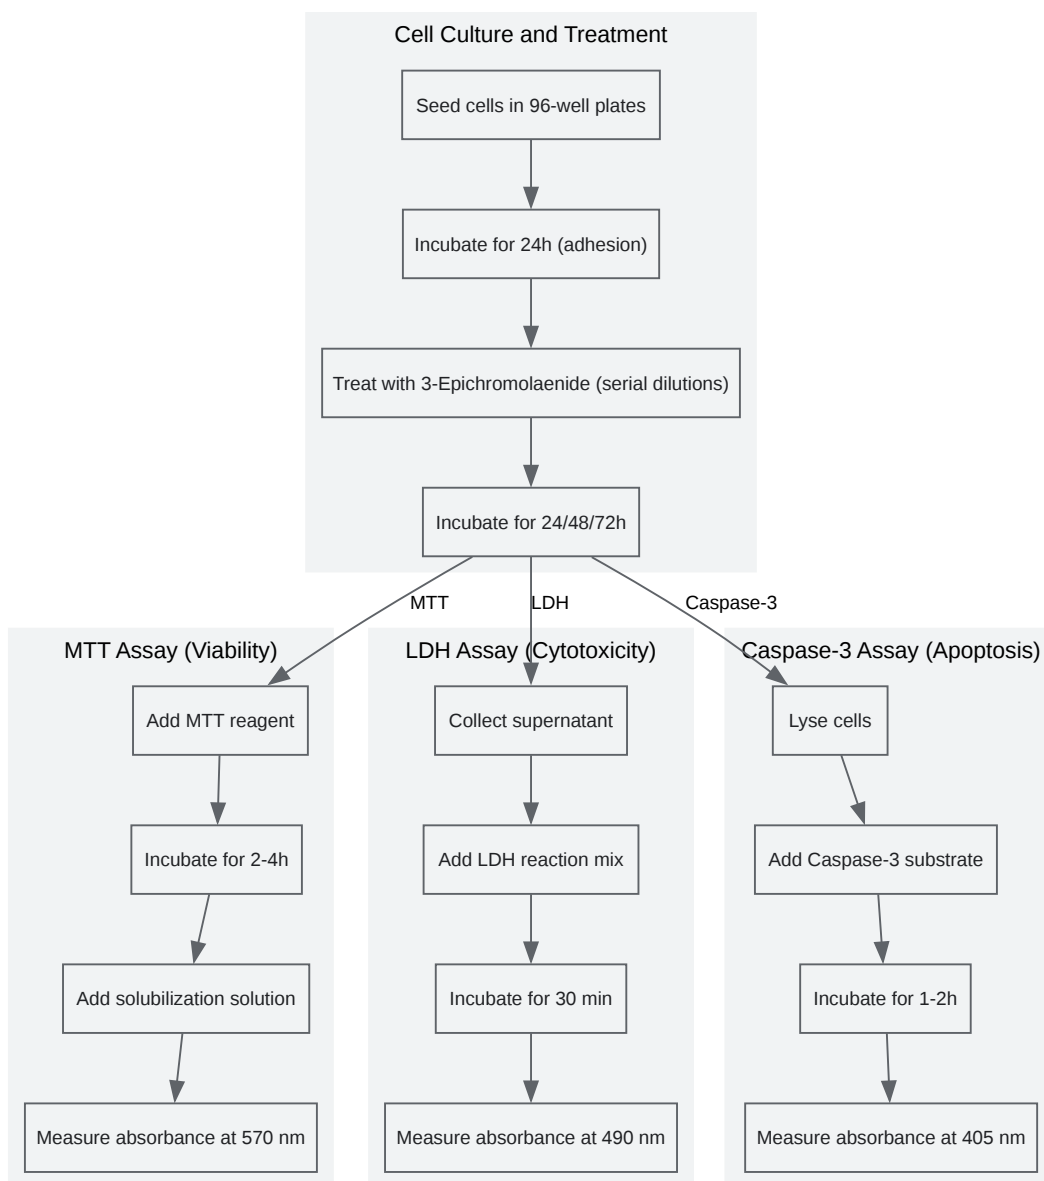 Cell Culture and Treatment
Seed cells in 96-well plates
Incubate for 24h (adhesion)
Treat with 3-Epichromolaenide (serial dilutions)
Incubate for 24/48/72h
MTT
LDH
Caspase-3
MTT Assay (Viability)
Add MTT reagent
Incubate for 2-4h
Add solubilization solution
Measure absorbance at 570 nm
LDH Assay (Cytotoxicity)
Collect supernatant
Add LDH reaction mix
Incubate for 30 min
Measure absorbance at 490 nm
Caspase-3 Assay (Apoptosis)
Lyse cells
Add Caspase-3 substrate
Incubate for 1-2h
Measure absorbance at 405 nm